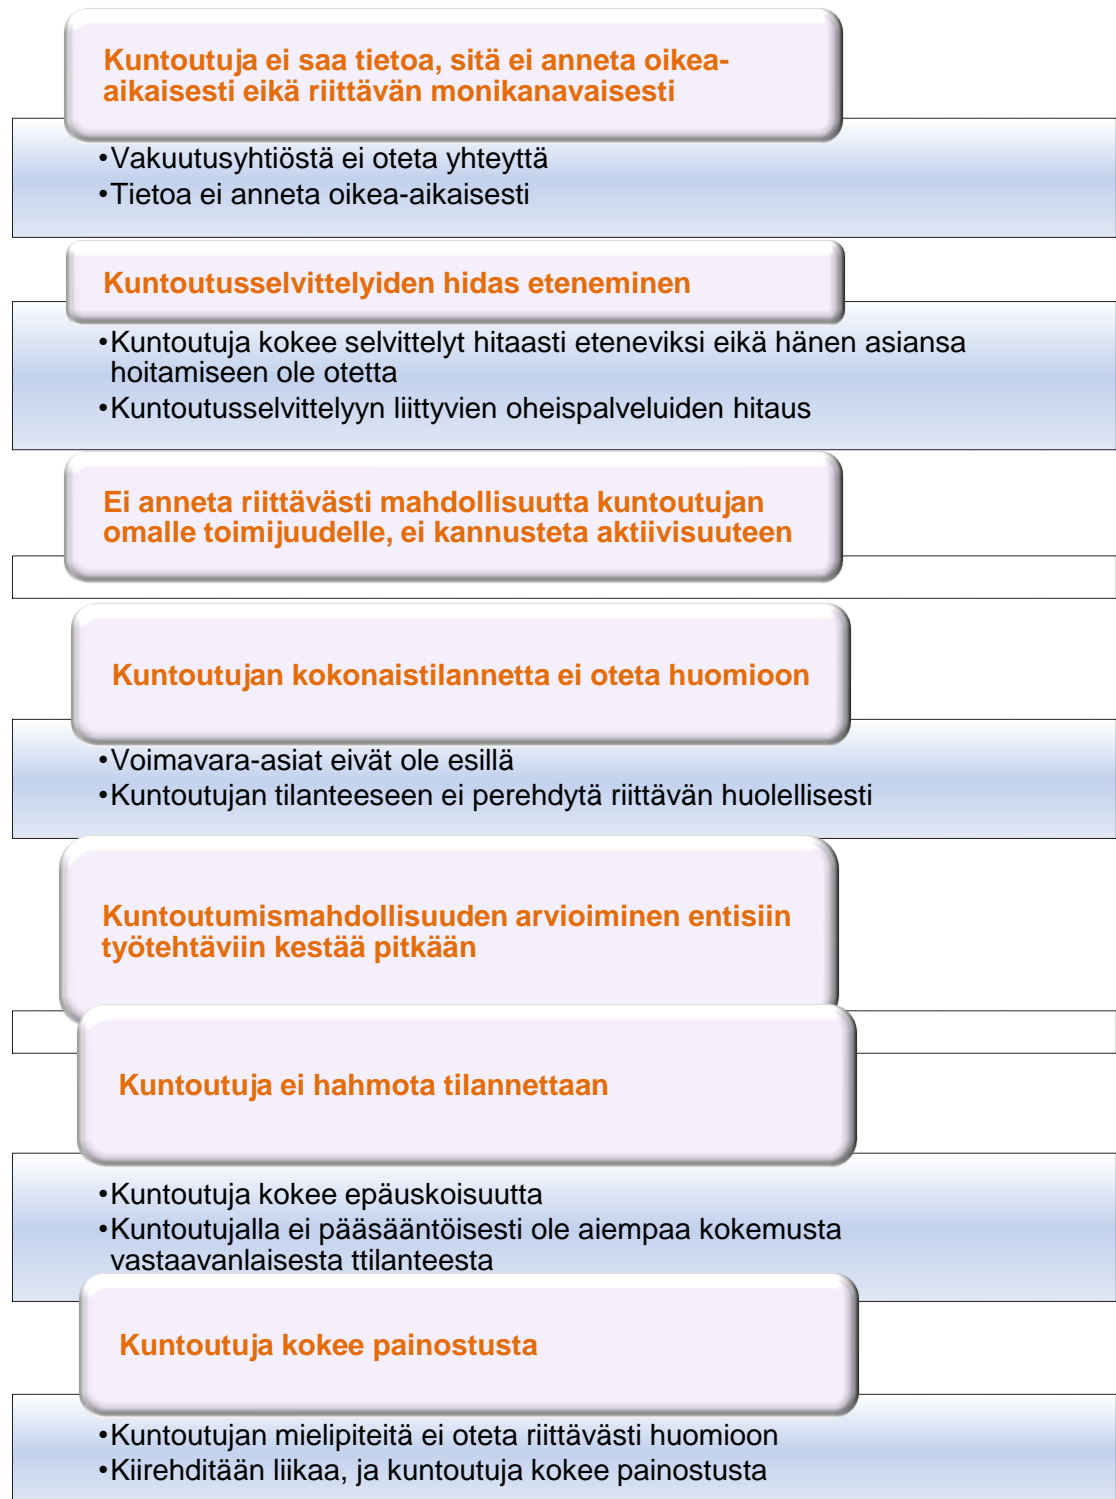 Kuntoutuja ei saa tietoa, sitä ei anneta oikea-
aikaisesti eikä riittävän monikanavaisesti
•Vakuutusyhtiöstä ei oteta yhteyttä
•Tietoa ei anneta oikea-aikaisesti
Kuntoutusselvittelyiden hidas eteneminen
•Kuntoutuja kokee selvittelyt hitaasti eteneviksi eikä hänen asiansa
hoitamiseen ole otetta
•Kuntoutusselvittelyyn liittyvien oheispalveluiden hitaus
Ei anneta riittävästi mahdollisuutta kuntoutujan
omalle toimijuudelle, ei kannusteta aktiivisuuteen
Kuntoutujan kokonaistilannetta ei oteta huomioon
•Voimavara-asiat eivät ole esillä
•Kuntoutujan tilanteeseen ei perehdytä riittävän huolellisesti
Kuntoutumismahdollisuuden arvioiminen entisiin
työtehtäviin kestää pitkään
Kuntoutuja ei hahmota tilannettaan
•Kuntoutuja kokee epäuskoisuutta
•Kuntoutujalla ei pääsääntöisesti ole aiempaa kokemusta
vastaavanlaisesta ttilanteesta
Kuntoutuja kokee painostusta
•Kuntoutujan mielipiteitä ei oteta riittävästi huomioon
•Kiirehditään liikaa, ja kuntoutuja kokee painostusta